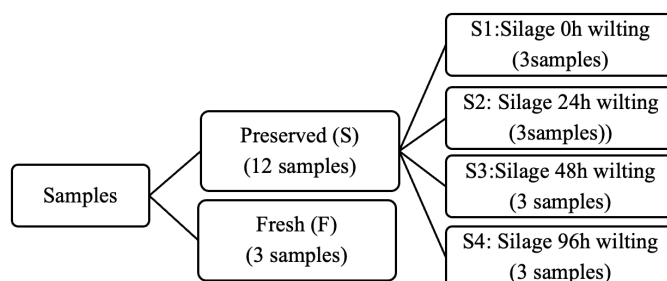 Samples
Preserved (S)
(12 samples)
Fresh (F)
(3 samples)
S1:Silage 0h wilting
(3samples)
S2: Silage 24h wilting
(3samples))
S3:Silage 48h wilting
(3 samples)
S4: Silage 96h wilting
(3 samples)